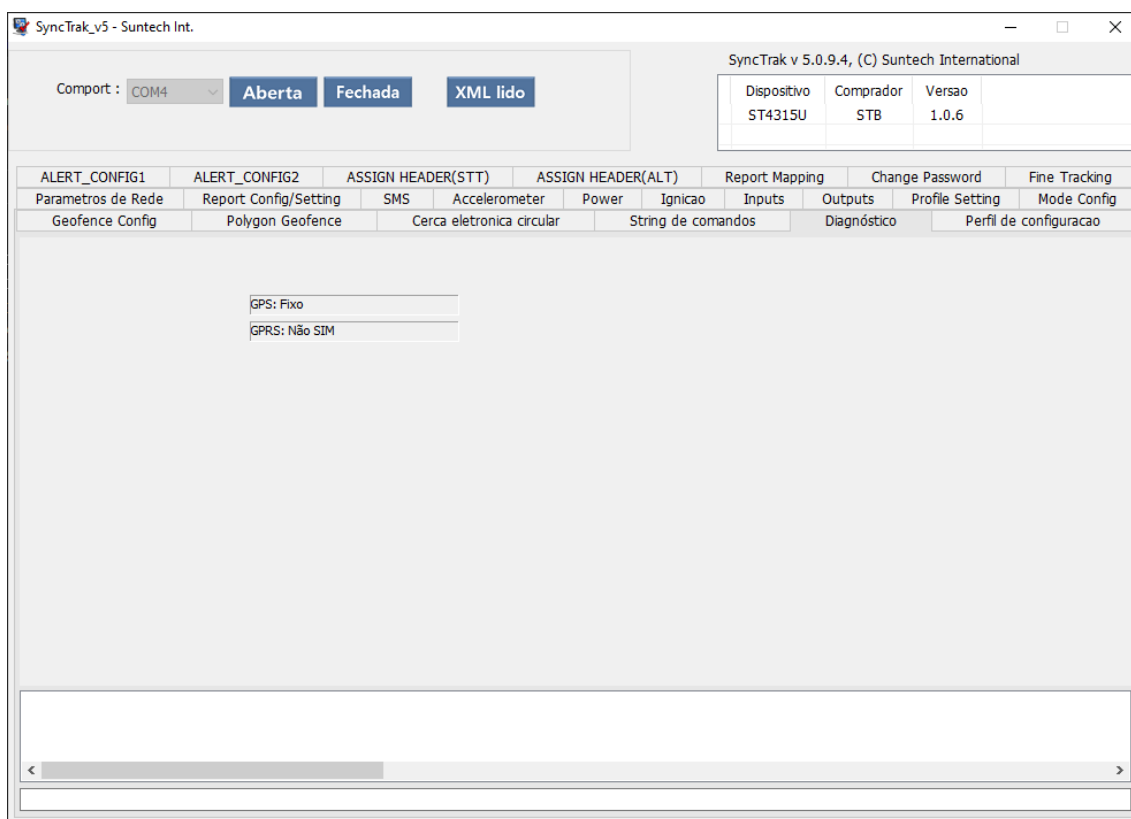 SyncTrak_v5 - Suntech Int.
SyncTrak v 5.0.9.4, (C) Suntech International
Comport : COM4 Aberta Fechada XML lido
Dispositivo Comprador Versao
ST4315U STB 1.0.6
ALERT_CONFIG1 ALERT_CONFIG2 ASSIGN HEADER(STT) ASSIGN HEADER(ALT) Report Mapping Change Password Fine Tracking
Parametros de Rede Report Config/Setting SMS Accelerometer Power Ignicao Inputs Outputs Profile Setting Mode Config
Geofence Config Polygon Geofence Cerca eletronica circular String de comandos Diagnóstico Perfil de configuracao
GPS: Fixo
GPRS: Não SIM